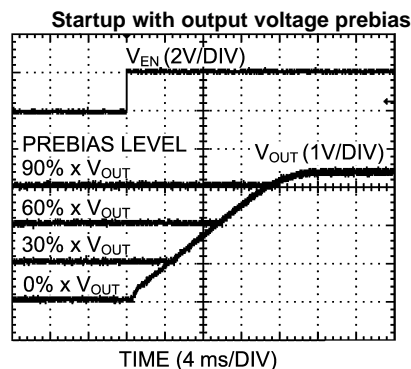 Startup with output voltage prebias
V_EN (2V/DIV)
PREBIAS LEVEL
V_OUT (1V/DIV)
90% x V_OUT
60% x V_OUT
30% x V_OUT
0% x V_OUT
TIME (4 ms/DIV)